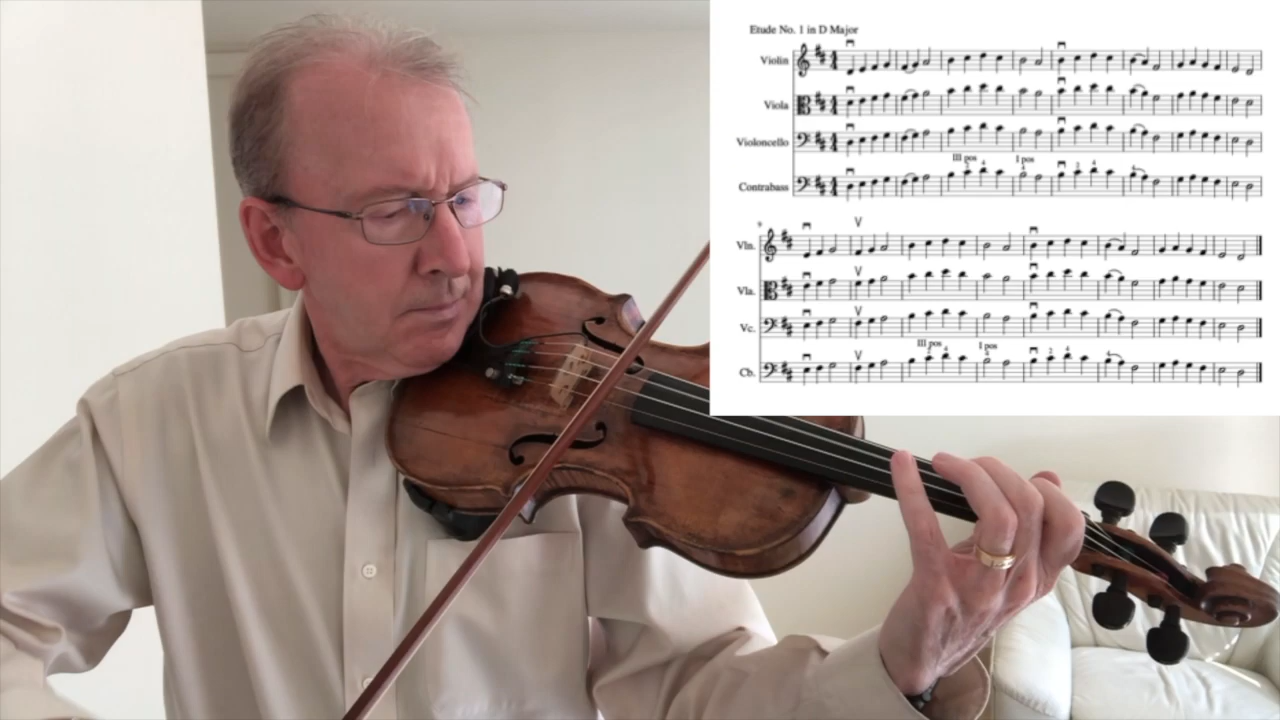 Etude No. 1 in D Major
Violin
Viola
Violoncello
III pos I pos
Contrabass
9
Vln.
Vla.
Vc.
III pos I pos
Cb.